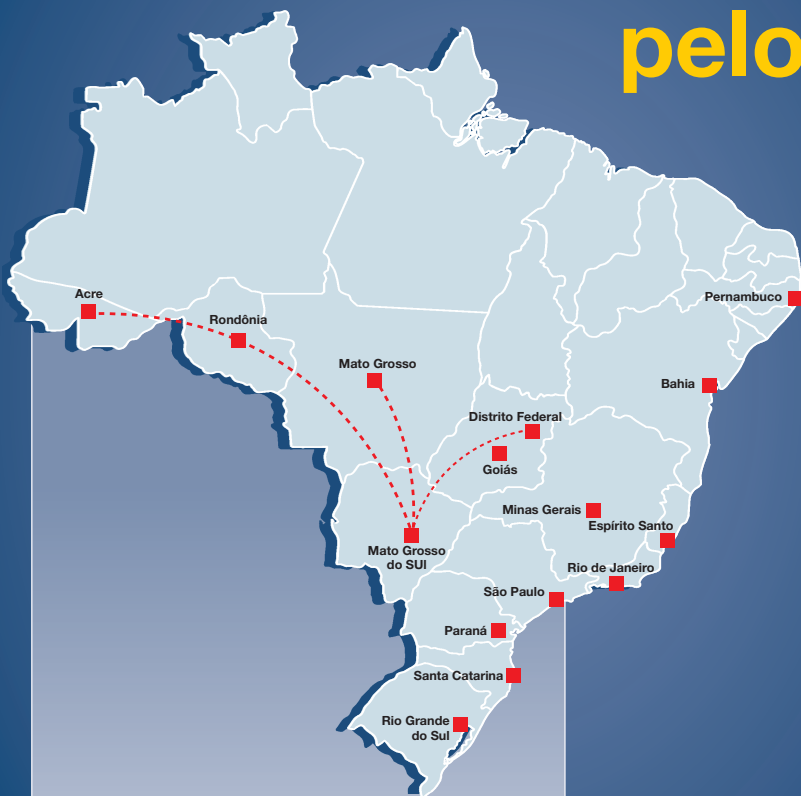 pelo
Acre
Rondônia
Pernambuco
Mato Grosso
Bahia
Distrito Federal
Goiás
Minas Gerais
Espírito Santo
Mato Grosso
do SUl
Rio de Janeiro
São Paulo
Paraná
Santa Catarina
Rio Grande
do Sul